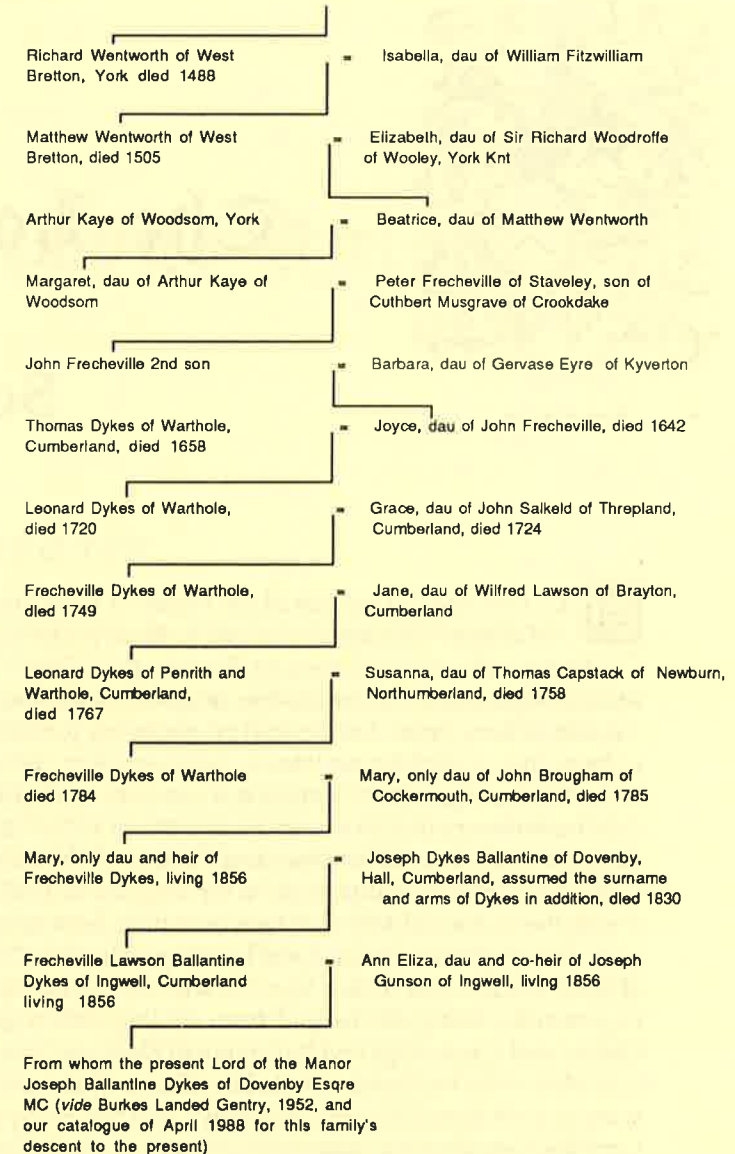 Richard Wentworth of West
Bretton, York died 1488
= Isabella, dau of William Fitzwilliam
Matthew Wentworth of West
Bretton, died 1505
= Elizabeth, dau of Sir Richard Woodroffe
of Wooley, York Knt
Arthur Kaye of Woodsom, York
= Beatrice, dau of Matthew Wentworth
Margaret, dau of Arthur Kaye of
Woodsom
= Peter Frecheville of Staveley, son of
Cuthbert Musgrave of Crookdake
John Frecheville 2nd son
= Barbara, dau of Gervase Eyre of Kyverton
Thomas Dykes of Warthole,
Cumberland, died 1658
= Joyce, dau of John Frecheville, died 1642
Leonard Dykes of Warthole,
died 1720
= Grace, dau of John Salkeld of Threpland,
Cumberland, died 1724
Frecheville Dykes of Warthole,
died 1749
= Jane, dau of Wilfred Lawson of Brayton,
Cumberland
Leonard Dykes of Penrith and
Warthole, Cumberland,
died 1767
= Susanna, dau of Thomas Capstack of Newburn,
Northumberland, died 1758
Frecheville Dykes of Warthole
died 1784
= Mary, only dau of John Brougham of
Cockermouth, Cumberland, died 1785
Mary, only dau and heir of
Frecheville Dykes, living 1856
= Joseph Dykes Ballantine of Dovenby,
Hall, Cumberland, assumed the surname
and arms of Dykes in addition, died 1830
Frecheville Lawson Ballantine
Dykes of Ingwell, Cumberland
living 1856
= Ann Eliza, dau and co-heir of Joseph
Gunson of Ingwell, living 1856
From whom the present Lord of the Manor
Joseph Ballantine Dykes of Dovenby Esqre
MC (vide Burkes Landed Gentry, 1952, and
our catalogue of April 1988 for this family's
descent to the present)